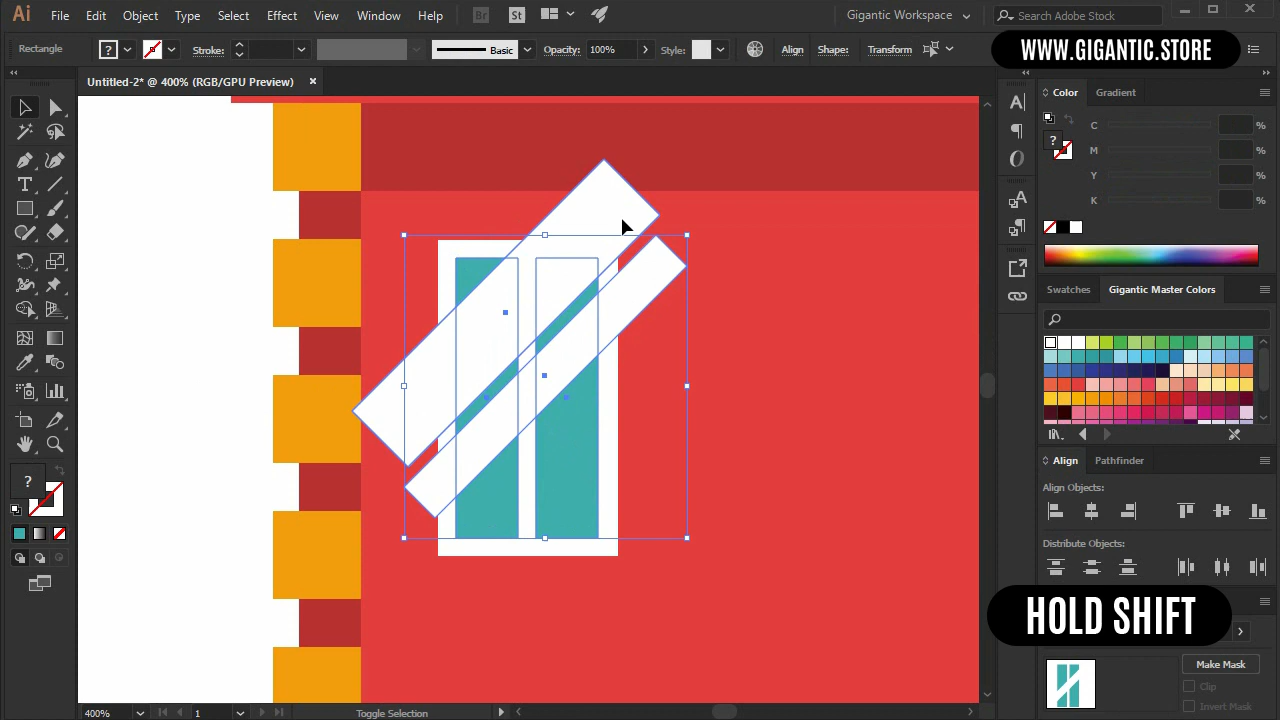 Ai File Edit Object Type Select Effect View Window Help Br St Gigantic Workspace Search Adobe Stock
Rectangle ? Stroke: Basic Opacity: 100% Style: Align Shape: Transform
WWW.GIGANTIC.STORE
Untitled-2* @ 400% (RGB/GPU Preview)
Color Gradient
C %
M %
Y %
K %
?
Swatches Gigantic Master Colors
Align Pathfinder
Align Objects:
Distribute Objects:
HOLD SHIFT
Make Mask
Clip
Invert Mask
?
400% 1 Toggle Selection